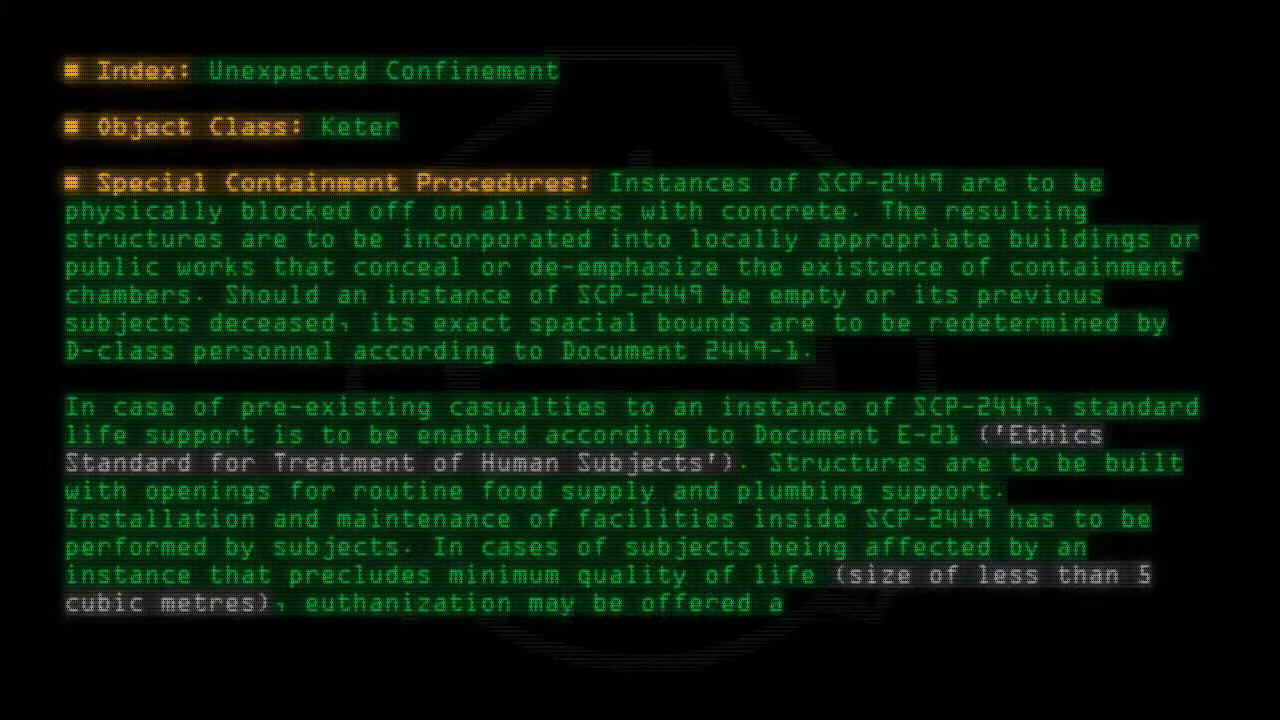 ■ Index: Unexpected Confinement
■ Object Class: Keter
■ Special Containment Procedures: Instances of SCP-2449 are to be
physically blocked off on all sides with concrete. The resulting
structures are to be incorporated into locally appropriate buildings or
public works that conceal or de-emphasize the existence of containment
chambers. Should an instance of SCP-2449 be empty or its previous
subjects deceased, its exact spacial bounds are to be redetermined by
D-class personnel according to Document 2449-1.
In case of pre-existing casualties to an instance of SCP-2449, standard
life support is to be enabled according to Document E-21 ('Ethics
Standard for Treatment of Human Subjects'). Structures are to be built
with openings for routine food supply and plumbing support.
Installation and maintenance of facilities inside SCP-2449 has to be
performed by subjects. In cases of subjects being affected by an
instance that precludes minimum quality of life (size of less than 5
cubic metres), euthanization may be offered a